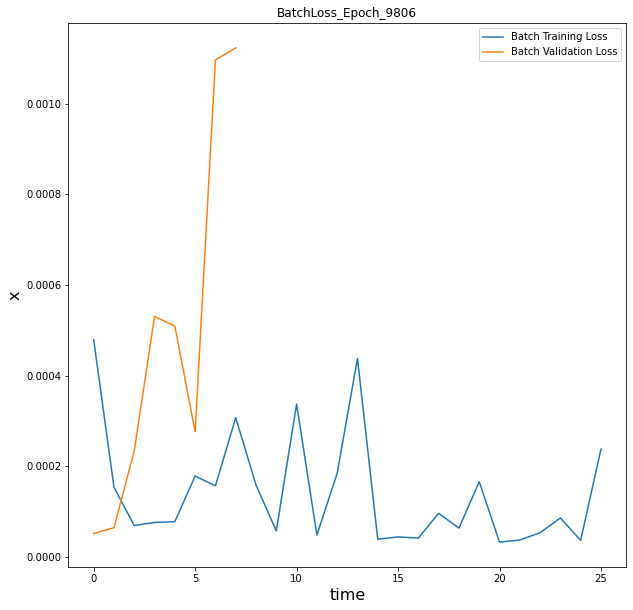 BatchLoss_Epoch_9806
Batch Training Loss
Batch Validation Loss
0.0010
0.0008
0.0006
0.0004
0.0002
0.0000
x
0 5 10 15 20 25
time